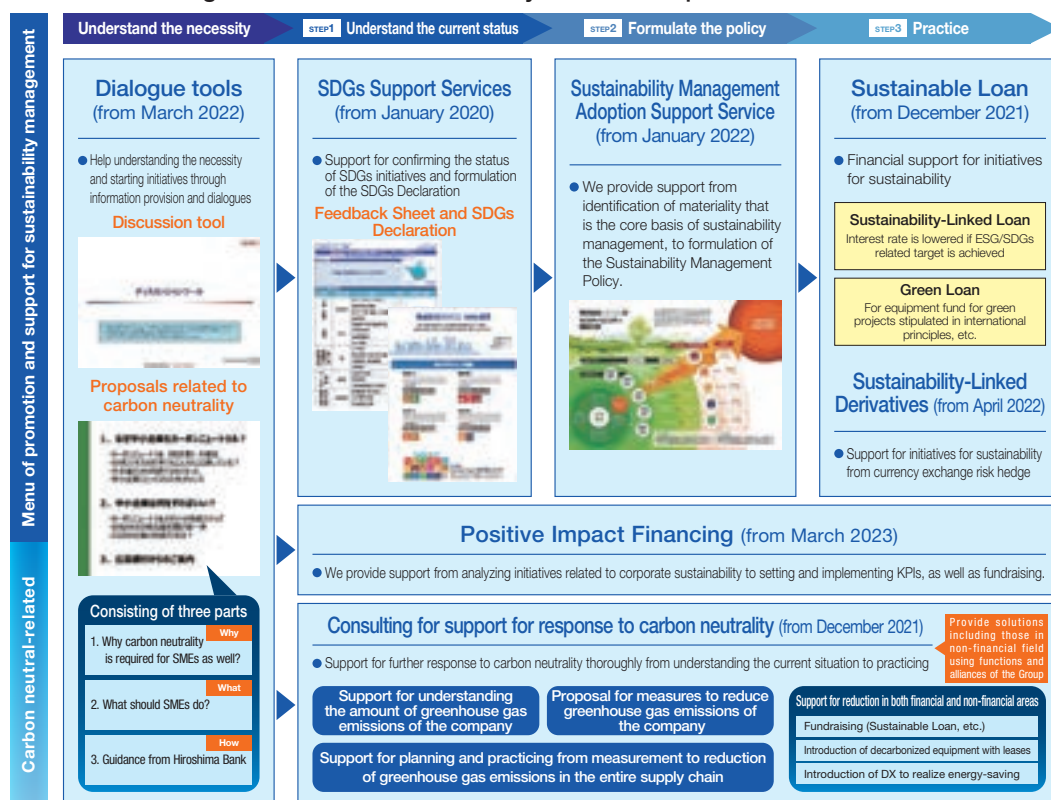 Understand the necessity
STEP1 Understand the current status
STEP2 Formulate the policy
STEP3 Practice
Menu of promotion and support for sustainability management
Carbon neutral-related
Dialogue tools
(from March 2022)
● Help understanding the necessity
and starting initiatives through
information provision and dialogues
Discussion tool
Proposals related to
carbon neutrality
Consisting of three parts
Why
1. Why carbon neutrality
is required for SMEs as well?
What
2. What should SMEs do?
How
3. Guidance from Hiroshima Bank
SDGs Support Services
(from January 2020)
● Support for confirming the status
of SDGs initiatives and formulation
of the SDGs Declaration
Feedback Sheet and SDGs
Declaration
Sustainability Management
Adoption Support Service
(from January 2022)
● We provide support from
identification of materiality that
is the core basis of sustainability
management, to formulation of
the Sustainability Management
Policy.
Sustainable Loan
(from December 2021)
● Financial support for initiatives
for sustainability
Sustainability-Linked Loan
Interest rate is lowered if ESG/SDGs
related target is achieved
Green Loan
For equipment fund for green
projects stipulated in international
principles, etc.
Sustainability-Linked
Derivatives (from April 2022)
● Support for initiatives for sustainability
from currency exchange risk hedge
Positive Impact Financing (from March 2023)
● We provide support from analyzing initiatives related to corporate sustainability to setting and implementing KPIs, as well as fundraising.
Consulting for support for response to carbon neutrality (from December 2021)
● Support for further response to carbon neutrality thoroughly from understanding the current situation to practicing
Provide solutions
including those in
non-financial field
using functions and
alliances of the Group
Support for understanding
the amount of greenhouse gas
emissions of the company
Proposal for measures to reduce
greenhouse gas emissions of
the company
Support for planning and practicing from measurement to reduction
of greenhouse gas emissions in the entire supply chain
Support for reduction in both financial and non-financial areas
Fundraising (Sustainable Loan, etc.)
Introduction of decarbonized equipment with leases
Introduction of DX to realize energy-saving